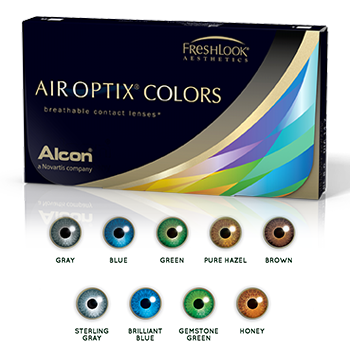 FRESHLOOK®
AESTHETICS
AIR OPTIX® COLORS
breathable contact lenses*
Alcon
a Novartis company
GRAY BLUE GREEN PURE HAZEL BROWN
STERLING GRAY BRILLIANT BLUE GEMSTONE GREEN HONEY